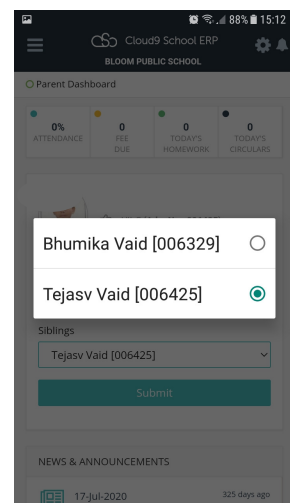 88% 15:12
Cloud9 School ERP
BLOOM PUBLIC SCHOOL
Parent Dashboard
0% 0 0 0
ATTENDANCE FEE DUE TODAY'S HOMEWORK TODAY'S CIRCULARS
Bhumika Vaid [006329]
Tejasv Vaid [006425]
Siblings
Tejasv Vaid [006425]
Submit
NEWS & ANNOUNCEMENTS
17-Jul-2020 325 days ago